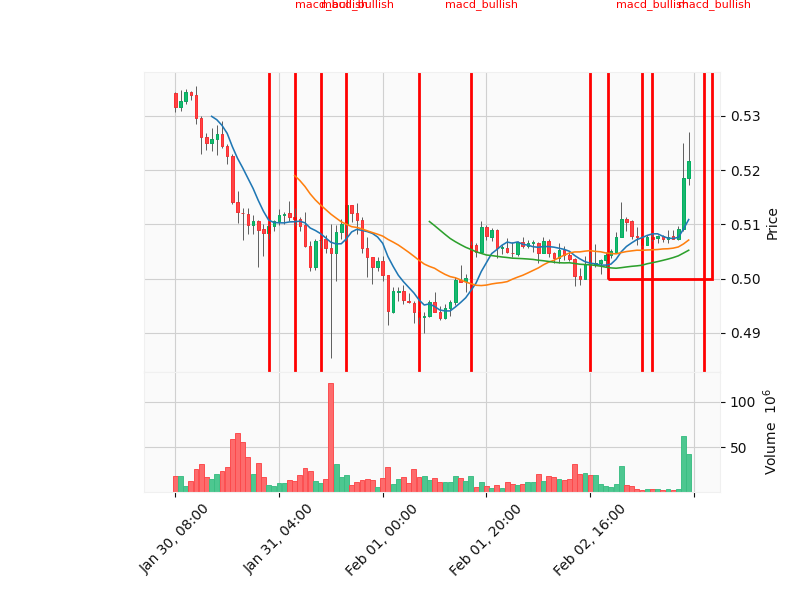 macd_bullish
macd_bullish
macd_bullish
macd_bullish
macd_bullish
0.53
0.52
0.51
0.50
0.49
Price
100
50
Volume 10^6
Jan 30, 08:00
Jan 31, 04:00
Feb 01, 00:00
Feb 01, 20:00
Feb 02, 16:00